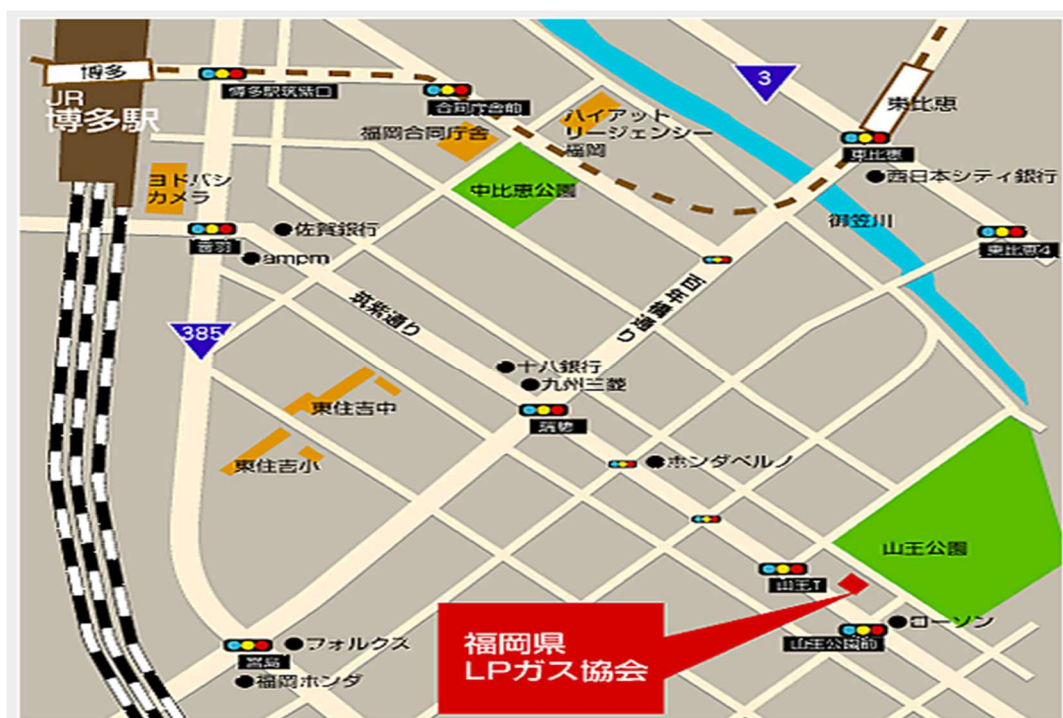 博多
JR
博多駅
博多駅筑紫口
合同庁舎前
3
東比恵
福岡合同庁舎
ハイアット
リージェンシー
福岡
東比恵
西日本シティ銀行
ヨドバシ
カメラ
中比恵公園
御笠川
音羽
佐賀銀行
東比恵4
ampm
筑紫通り
百年橋通り
385
十八銀行
九州三菱
東住吉中
瑞穂
東住吉小
ホンダベルノ
山王公園
山王1
福岡県
LPガス協会
ローソン
山王公園前
フォルクス
宮島
福岡ホンダ